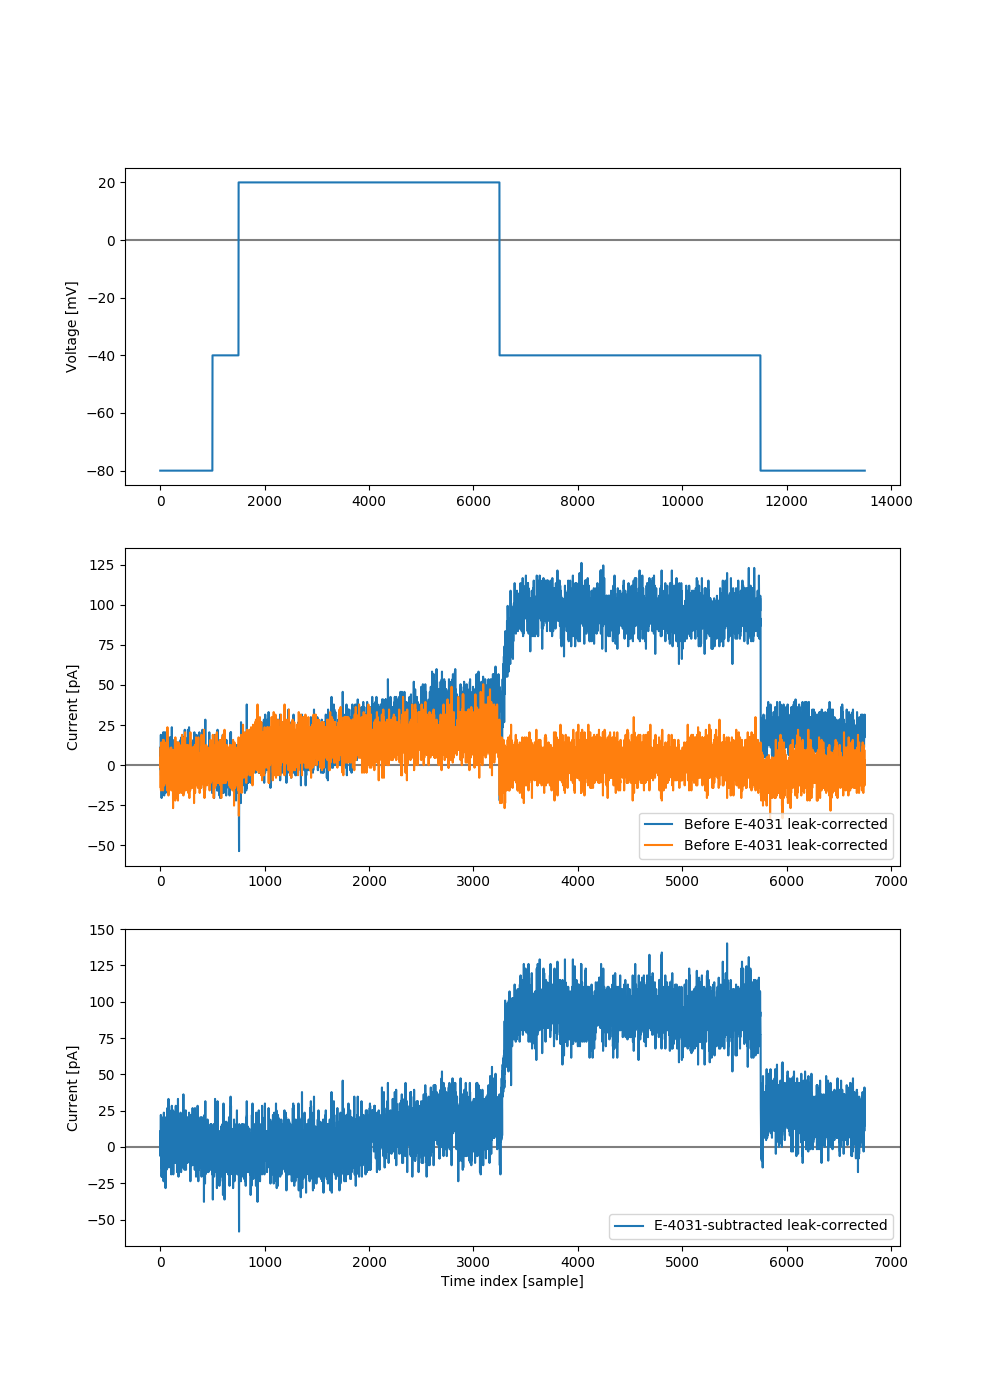 Voltage [mV]
20
0
−20
−40
−60
−80
0 2000 4000 6000 8000 10000 12000 14000
Current [pA]
125
100
75
50
25
0
−25
−50
Before E-4031 leak-corrected
Before E-4031 leak-corrected
0 1000 2000 3000 4000 5000 6000 7000
Current [pA]
150
125
100
75
50
25
0
−25
−50
E-4031-subtracted leak-corrected
0 1000 2000 3000 4000 5000 6000 7000
Time index [sample]